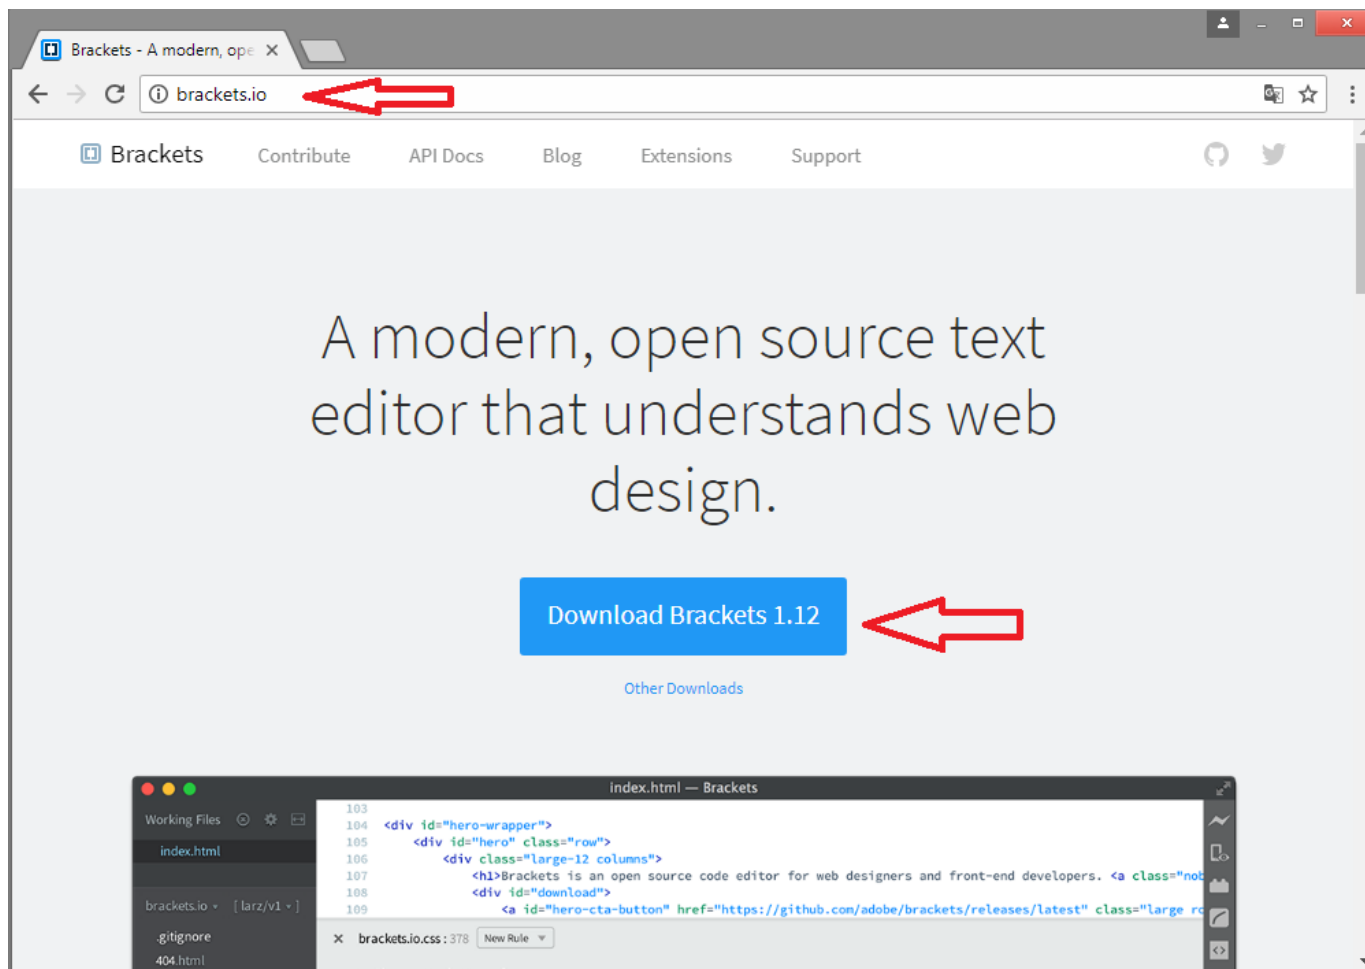 Brackets - A modern, ope
brackets.io
Brackets Contribute API Docs Blog Extensions Support
A modern, open source text
editor that understands web
design.
Download Brackets 1.12
Other Downloads
index.html — Brackets
Working Files
index.html
brackets.io [ larz/v1 ]
.gitignore
404.html
103
104 <div id="hero-wrapper">
105 <div id="hero" class="row">
106 <div class="large-12 columns">
107 <h1>Brackets is an open source code editor for web designers and front-end developers. <a class="nob
108 <div id="download">
109 <a id="hero-cta-button" href="https://github.com/adobe/brackets/releases/latest" class="large ro
brackets.io.css : 378 New Rule